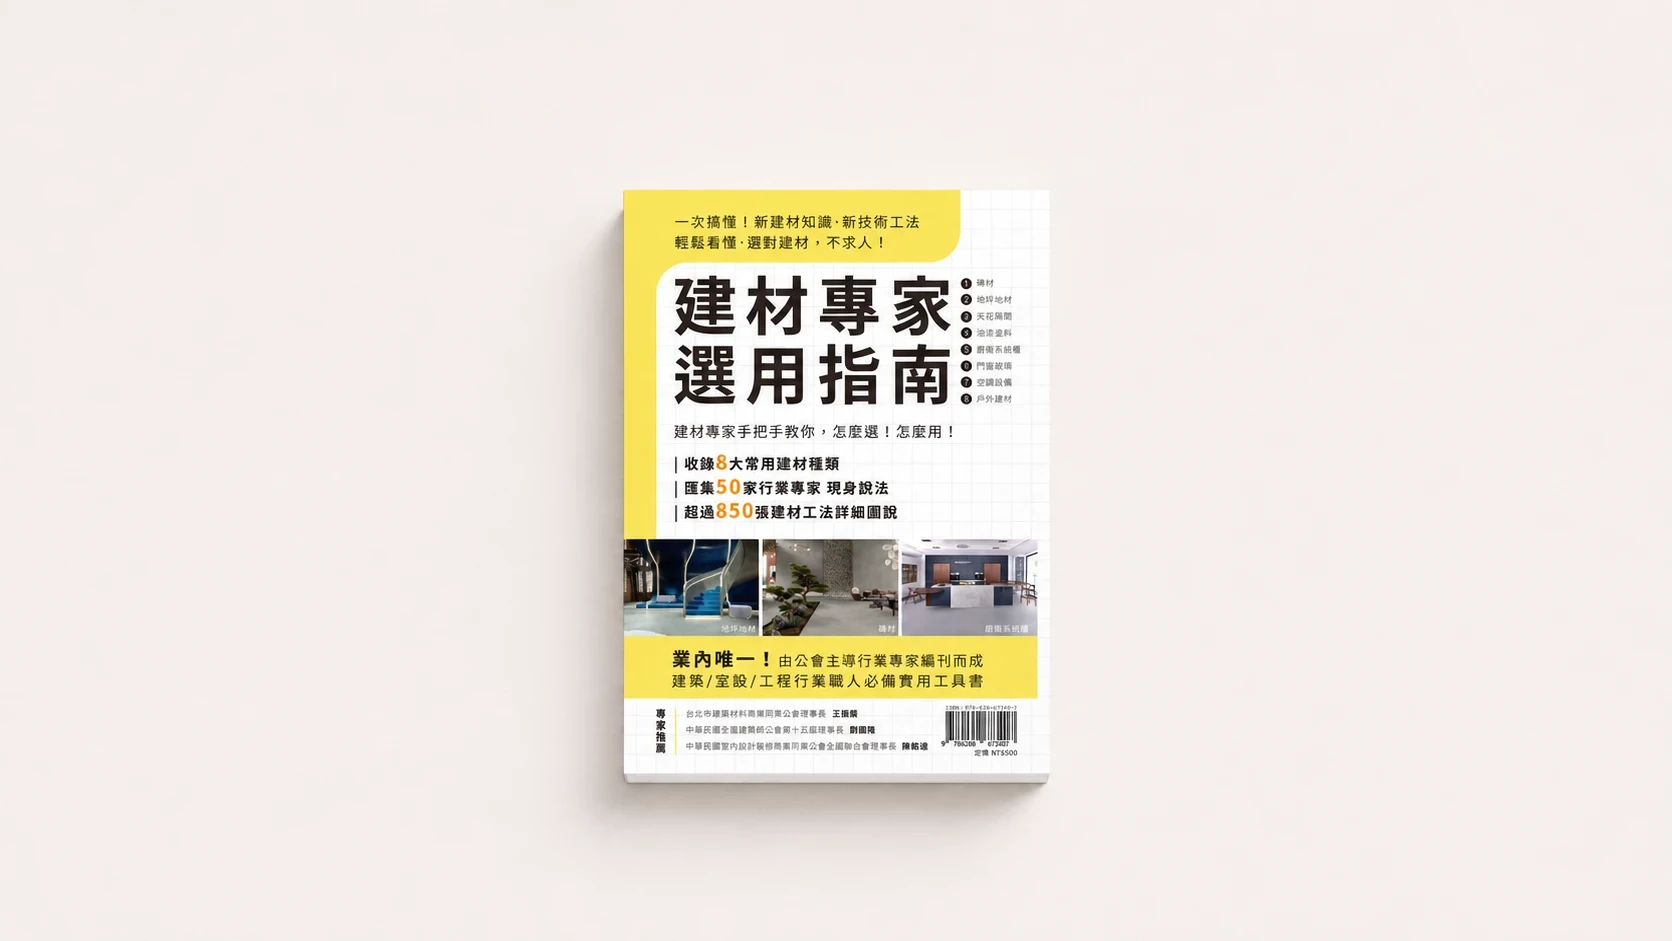 一次搞懂！新建材知識·新技術工法
輕鬆看懂·選對建材，不求人！
建材專家
選用指南
1 磚材
2 地坪地材
3 天花隔間
油漆塗料
5 廚衛系統櫃
6 門窗玻璃
7 空調設備
8 戶外建材
建材專家手把手教你，怎麼選！怎麼用！
| 收錄8大常用建材種類
| 匯集50家行業專家 現身說法
| 超過850張建材工法詳細圖說
地坪地材
磚材
廚衛系統櫃
業內唯一！由公會主導行業專家編刊而成
建築/室設/工程行業職人必備實用工具書
專家推薦
台北市建築材料商業同業公會理事長
中華民國全國建築師公會第十五屆理事長 劉國隆
中華民國室內設計裝修商業同業公會全國聯合會理事長
定價 NT$500